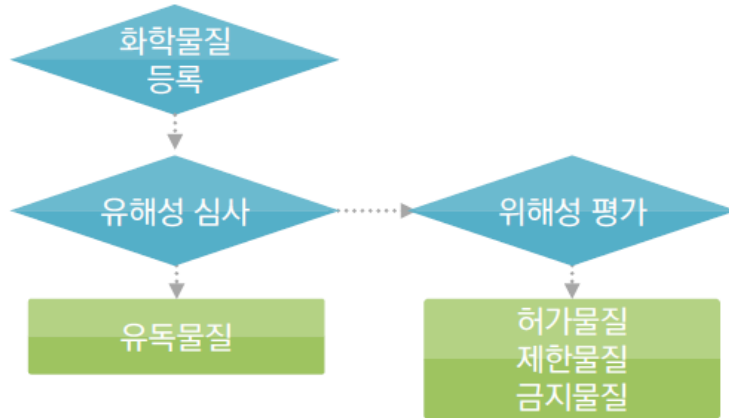 화학물질
등록
유해성 심사
위해성 평가
유독물질
허가물질
제한물질
금지물질